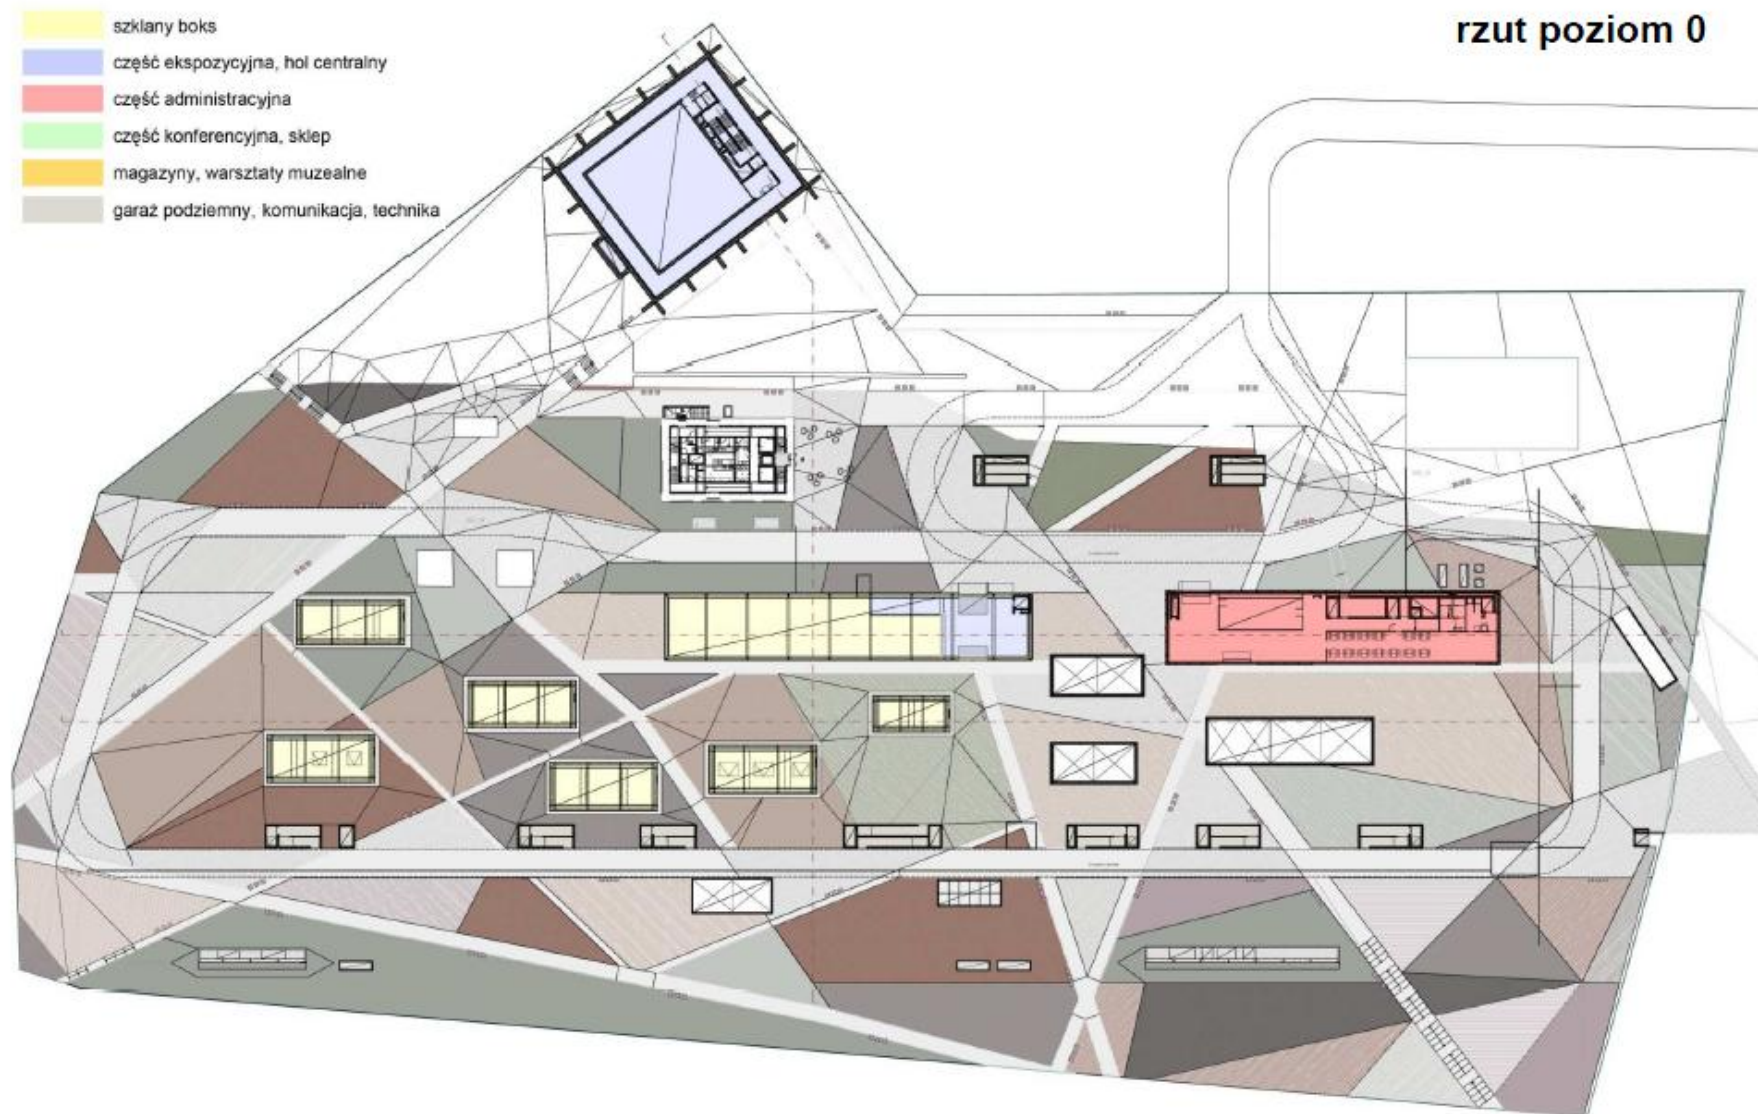 rzut poziom 0
szklany boks
część ekspozycyjna, hol centralny
część administracyjna
część konferencyjna, sklep
magazyny, warsztaty muzealne
garaż podziemny, komunikacja, technika